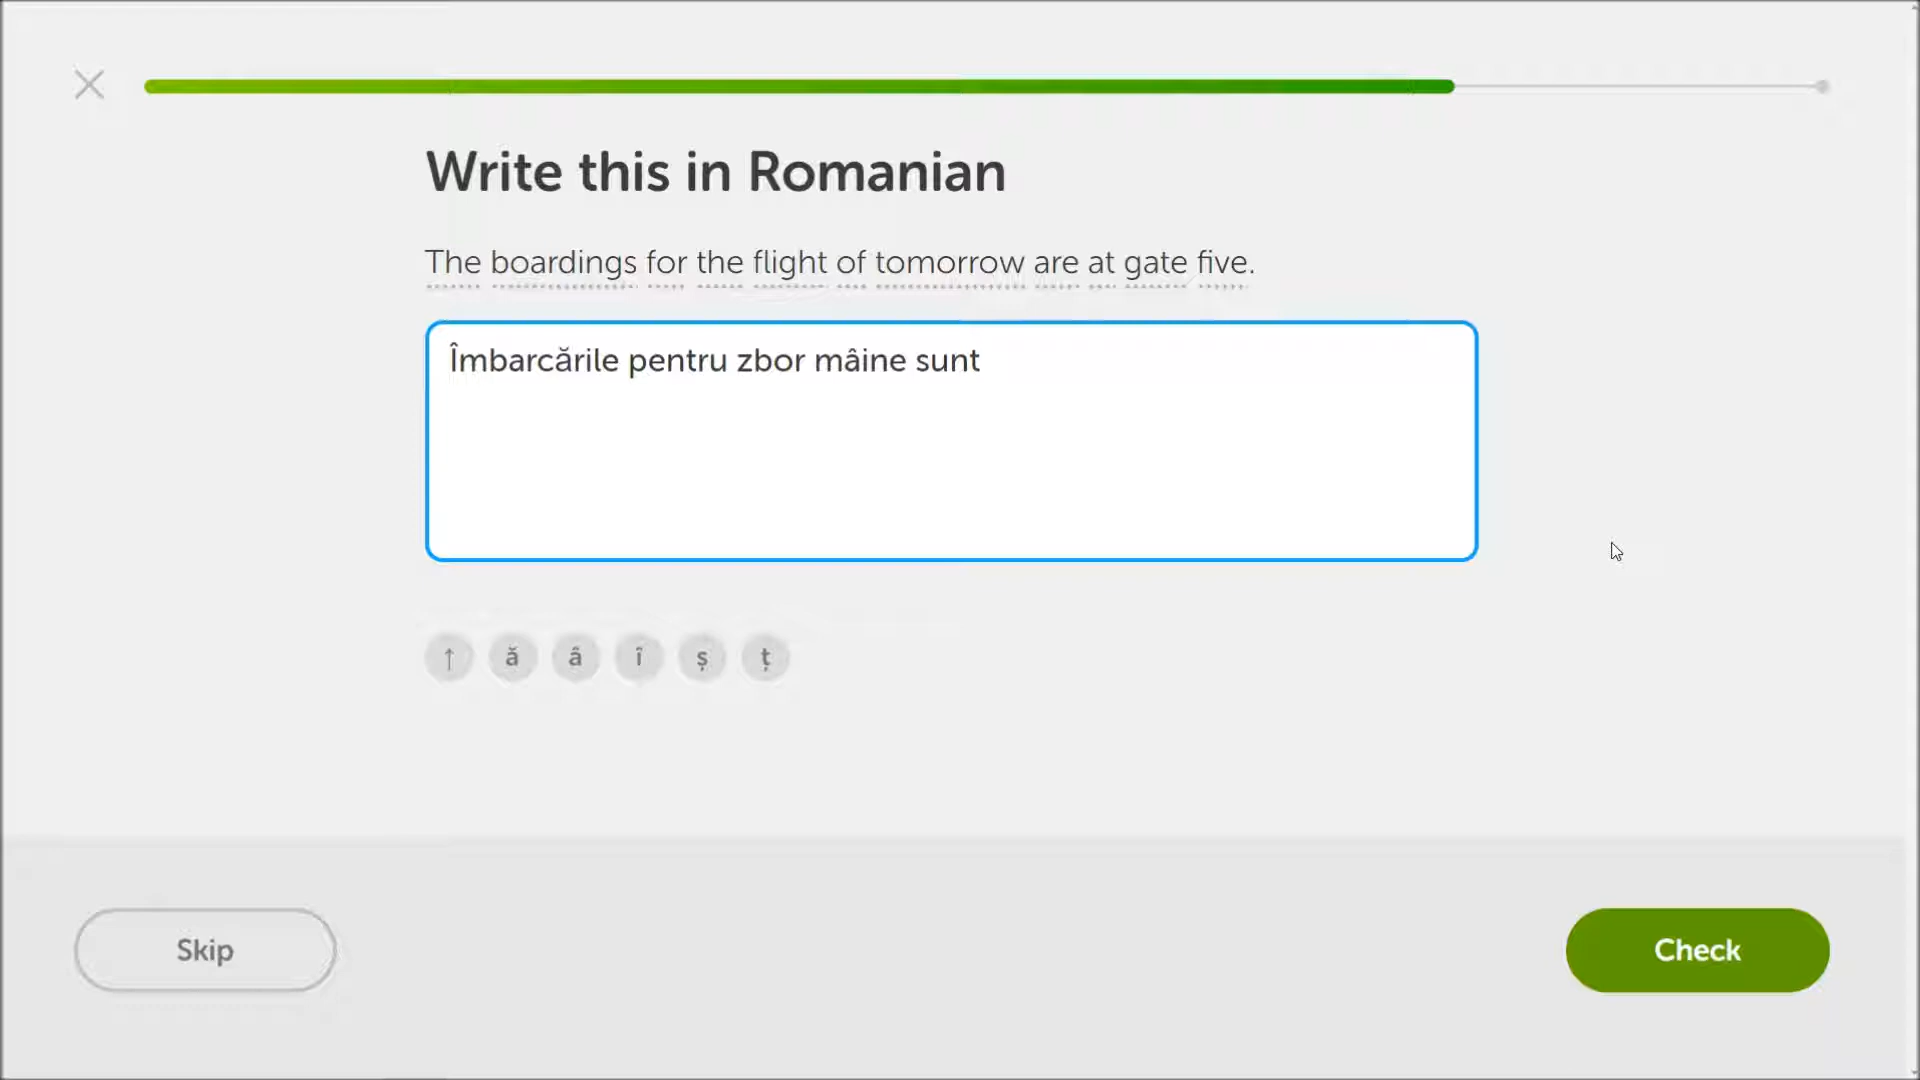 Write this in Romanian
The boardings for the flight of tomorrow are at gate five.
Îmbarcările pentru zbor mâine sunt
↑ ă â î ș ț
Skip
Check